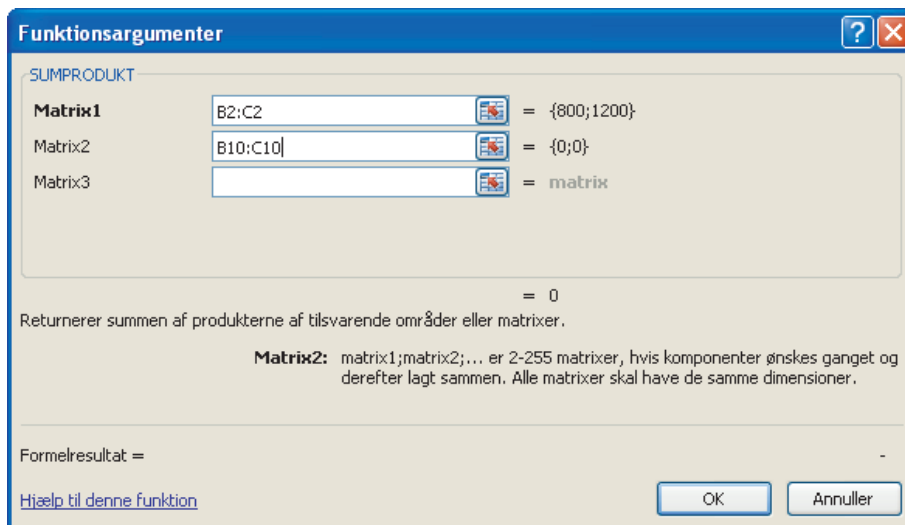 Funktionsargumenter
SUMPRODUKT
Matrix1 B2:C2 = {800;1200}
Matrix2 B10:C10 = {0;0}
Matrix3 = matrix
= 0
Returnerer summen af produkterne af tilsvarende områder eller matrixer.
Matrix2: matrix1;matrix2;... er 2-255 matrixer, hvis komponenter ønskes ganget og
derefter lagt sammen. Alle matrixer skal have de samme dimensioner.
Formelresultat = -
Hjælp til denne funktion OK Annuller